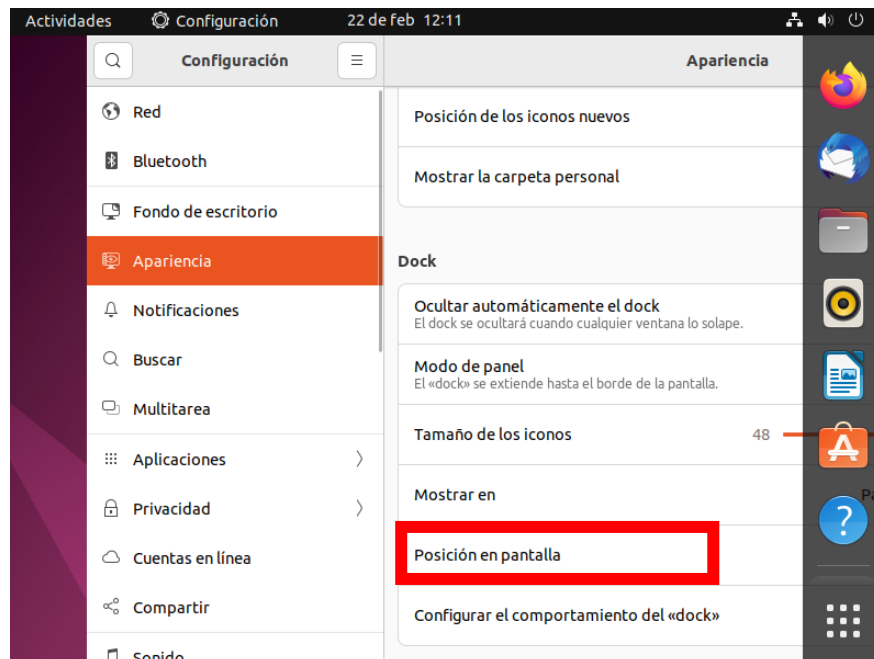 Actividades
Configuración
22 de feb 12:11
Configuración
Apariencia
Red
Bluetooth
Fondo de escritorio
Apariencia
Notificaciones
Buscar
Multitarea
Aplicaciones
Privacidad
Cuentas en línea
Compartir
Sonido
Posición de los iconos nuevos
Mostrar la carpeta personal
Dock
Ocultar automáticamente el dock
El dock se ocultará cuando cualquier ventana lo solape.
Modo de panel
El «dock» se extiende hasta el borde de la pantalla.
Tamaño de los iconos
48
Mostrar en
Posición en pantalla
Configurar el comportamiento del «dock»